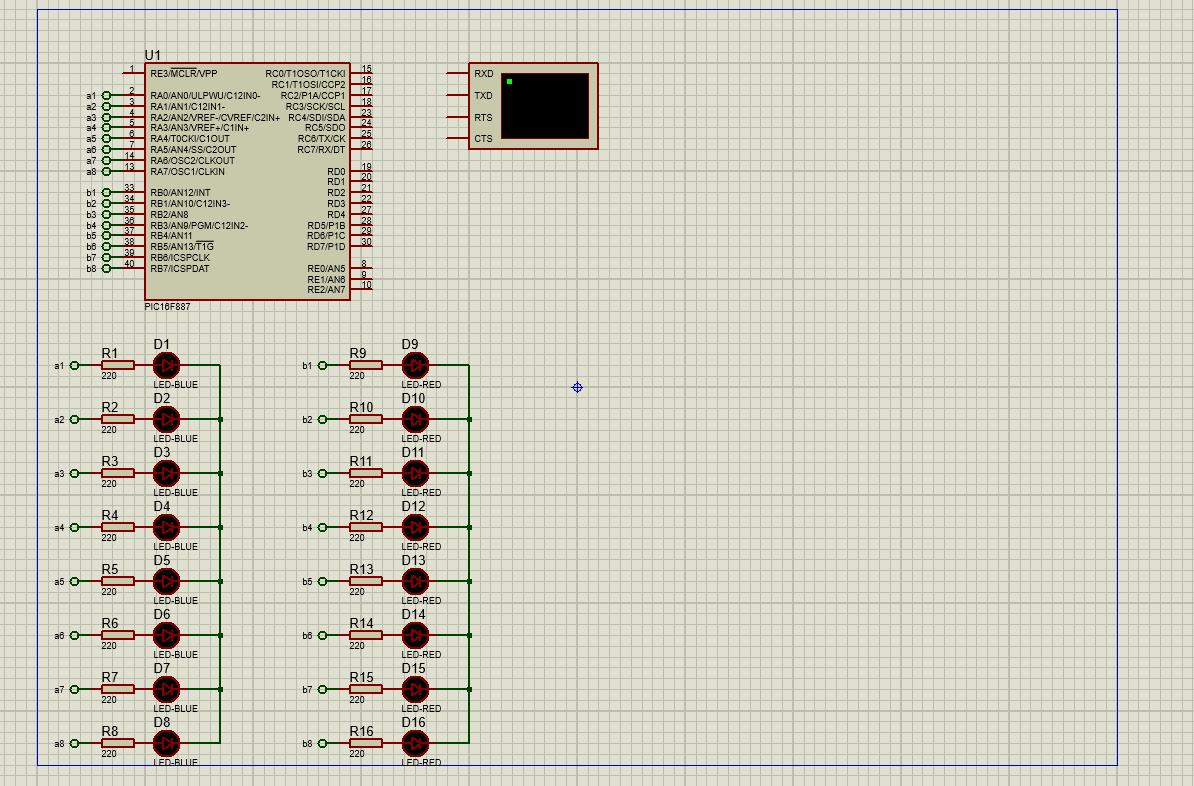 U1
1 RE3/MCLR/VPP RC0/T1OSO/T1CKI 15
RC1/T1OSI/CCP2 16
a1 2 RA0/AN0/ULPWU/C12IN0- RC2/P1A/CCP1 17
a2 3 RA1/AN1/C12IN1- RC3/SCK/SCL 18
a3 4 RA2/AN2/VREF-/CVREF/C2IN+ RC4/SDI/SDA 23
a4 5 RA3/AN3/VREF+/C1IN+ RC5/SDO 24
a5 6 RA4/T0CKI/C1OUT RC6/TX/CK 25
a6 7 RA5/AN4/SS/C2OUT RC7/RX/DT 26
a7 14 RA6/OSC2/CLKOUT
a8 13 RA7/OSC1/CLKIN RD0 19
RD1 20
b1 33 RB0/AN12/INT RD2 21
b2 34 RB1/AN10/C12IN3- RD3 22
b3 35 RB2/AN8 RD4 27
b4 36 RB3/AN9/PGM/C12IN2- RD5/P1B 28
b5 37 RB4/AN11 RD6/P1C 29
b6 38 RB5/AN13/T1G RD7/P1D 30
b7 39 RB6/ICSPCLK
b8 40 RB7/ICSPDAT RE0/AN5 8
RE1/AN6 9
RE2/AN7 10
PIC16F887
RXD
TXD
RTS
CTS
D1 D9
R1 R9
a1 b1
220 220
LED-BLUE LED-RED
D2 D10
R2 R10
a2 b2
220 220
LED-BLUE LED-RED
D3 D11
R3 R11
a3 b3
220 220
LED-BLUE LED-RED
D4 D12
R4 R12
a4 b4
220 220
LED-BLUE LED-RED
D5 D13
R5 R13
a5 b5
220 220
LED-BLUE LED-RED
D6 D14
R6 R14
a6 b6
220 220
LED-BLUE LED-RED
D7 D15
R7 R15
a7 b7
220 220
LED-BLUE LED-RED
D8 D16
R8 R16
a8 b8
220 220
LED-BLUE LED-RED